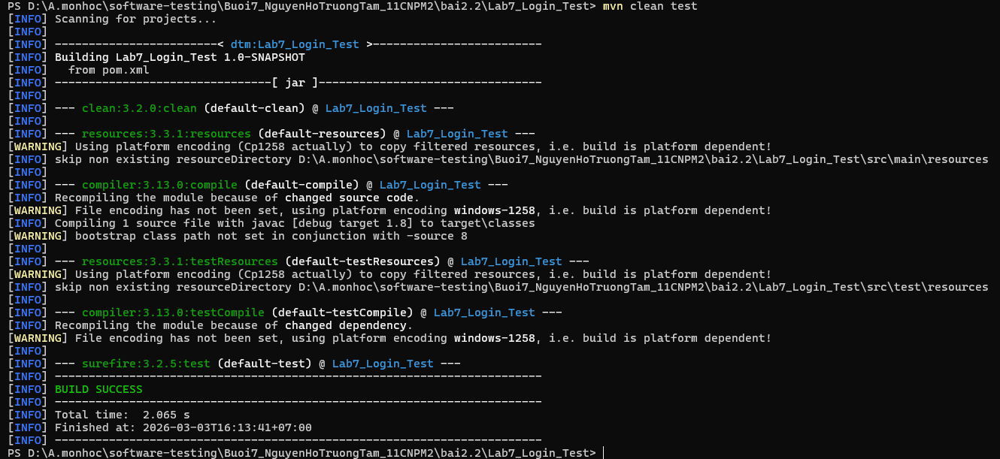 PS D:\A.monhoc\software-testing\Buoi7_NguyenHoTruongTam_11CNPM2\bai2.2\Lab7_Login_Test> mvn clean test
[INFO] Scanning for projects...
[INFO]
[INFO] ------------------------< dtm:Lab7_Login_Test >-------------------------
[INFO] Building Lab7_Login_Test 1.0-SNAPSHOT
[INFO]   from pom.xml
[INFO] --------------------------------[ jar ]---------------------------------
[INFO]
[INFO] --- clean:3.2.0:clean (default-clean) @ Lab7_Login_Test ---
[INFO]
[INFO] --- resources:3.3.1:resources (default-resources) @ Lab7_Login_Test ---
[WARNING] Using platform encoding (Cp1258 actually) to copy filtered resources, i.e. build is platform dependent!
[INFO] skip non existing resourceDirectory D:\A.monhoc\software-testing\Buoi7_NguyenHoTruongTam_11CNPM2\bai2.2\Lab7_Login_Test\src\main\resources
[INFO]
[INFO] --- compiler:3.13.0:compile (default-compile) @ Lab7_Login_Test ---
[INFO] Recompiling the module because of changed source code.
[WARNING] File encoding has not been set, using platform encoding windows-1258, i.e. build is platform dependent!
[INFO] Compiling 1 source file with javac [debug target 1.8] to target\classes
[WARNING] bootstrap class path not set in conjunction with -source 8
[INFO]
[INFO] --- resources:3.3.1:testResources (default-testResources) @ Lab7_Login_Test ---
[WARNING] Using platform encoding (Cp1258 actually) to copy filtered resources, i.e. build is platform dependent!
[INFO] skip non existing resourceDirectory D:\A.monhoc\software-testing\Buoi7_NguyenHoTruongTam_11CNPM2\bai2.2\Lab7_Login_Test\src\test\resources
[INFO]
[INFO] --- compiler:3.13.0:testCompile (default-testCompile) @ Lab7_Login_Test ---
[INFO] Recompiling the module because of changed dependency.
[WARNING] File encoding has not been set, using platform encoding windows-1258, i.e. build is platform dependent!
[INFO]
[INFO] --- surefire:3.2.5:test (default-test) @ Lab7_Login_Test ---
[INFO] ------------------------------------------------------------------------
[INFO] BUILD SUCCESS
[INFO] ------------------------------------------------------------------------
[INFO] Total time:  2.065 s
[INFO] Finished at: 2026-03-03T16:13:41+07:00
[INFO] ------------------------------------------------------------------------
PS D:\A.monhoc\software-testing\Buoi7_NguyenHoTruongTam_11CNPM2\bai2.2\Lab7_Login_Test>